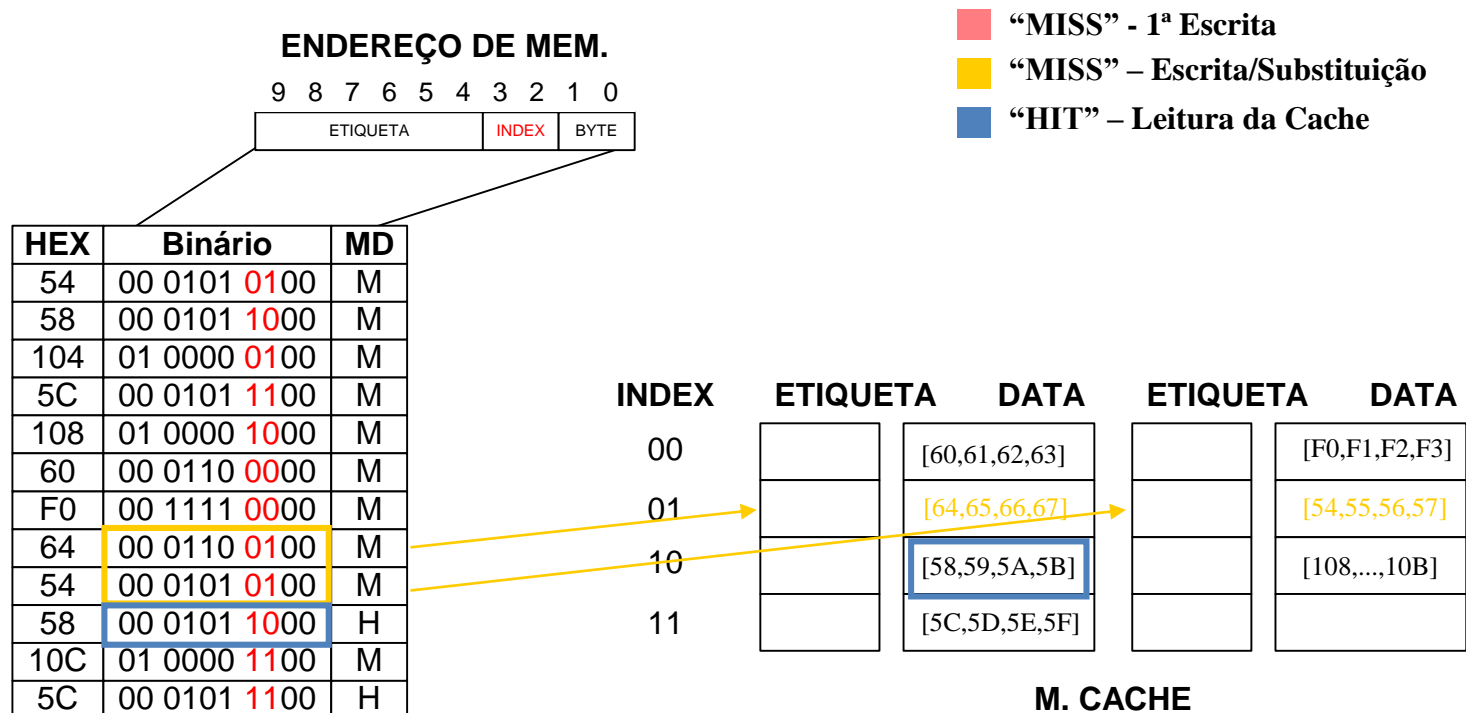 “MISS” - 1ª Escrita
“MISS” – Escrita/Substituição
“HIT” – Leitura da Cache
ENDEREÇO DE MEM.
9 8 7 6 5 4 3 2 1 0
ETIQUETA INDEX BYTE
HEX Binário MD
54 00 0101 0100 M
58 00 0101 1000 M
104 01 0000 0100 M
5C 00 0101 1100 M
108 01 0000 1000 M
60 00 0110 0000 M
F0 00 1111 0000 M
64 00 0110 0100 M
54 00 0101 0100 M
58 00 0101 1000 H
10C 01 0000 1100 M
5C 00 0101 1100 H
INDEX ETIQUETA DATA ETIQUETA DATA
00 [60,61,62,63] [F0,F1,F2,F3]
01 [64,65,66,67] [54,55,56,57]
10 [58,59,5A,5B] [108,...,10B]
11 [5C,5D,5E,5F]
M. CACHE